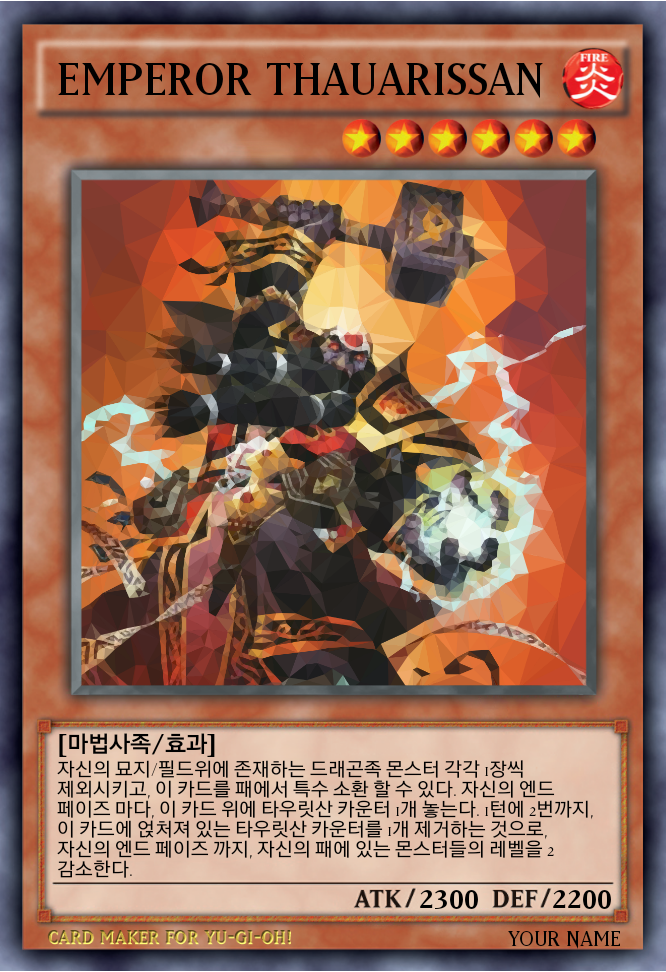 EMPEROR THAUARISSAN
FIRE
炎
[마법사족/효과]
자신의 묘지/필드위에 존재하는 드래곤족 몬스터 각각 1장씩
제외시키고, 이 카드를 패에서 특수 소환 할 수 있다. 자신의 엔드
페이즈 마다, 이 카드 위에 타우릿산 카운터 1개 놓는다. 1턴에 2번까지,
이 카드에 얹처져 있는 타우릿산 카운터를 1개 제거하는 것으로,
자신의 엔드 페이즈 까지, 자신의 패에 있는 몬스터들의 레벨을 2
감소한다.
ATK/2300 DEF/2200
CARD MAKER FOR YU-GI-OH!
YOUR NAME